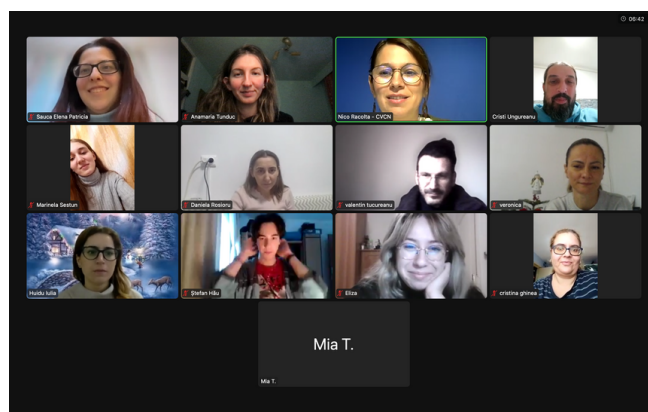 06:42
Sauca Elena Patricia
Anamaria Tunduc
Nico Racolta - CVCN
Cristi Ungureanu
Marinela Sestun
Daniela Rosioru
valentin tucureanu
veronica
Huidu Iulia
Ștefan Hău
Eliza
cristina ghinea
Mia T.
Mia T.